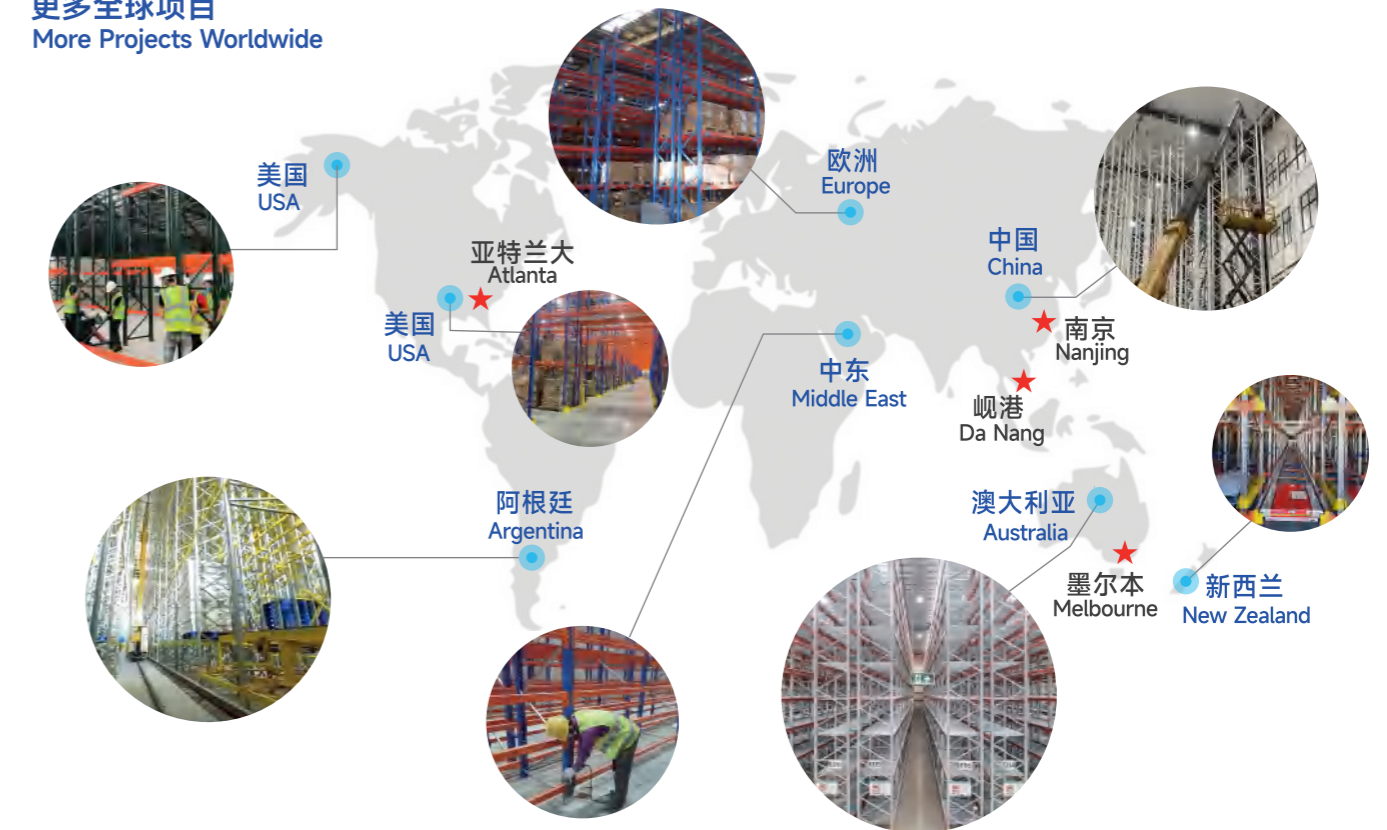 更多全球项目
More Projects Worldwide
美国
USA
亚特兰大
Atlanta
美国
USA
欧洲
Europe
中国
China
南京
Nanjing
中东
Middle East
岘港
Da Nang
阿根廷
Argentina
澳大利亚
Australia
墨尔本
Melbourne
新西兰
New Zealand